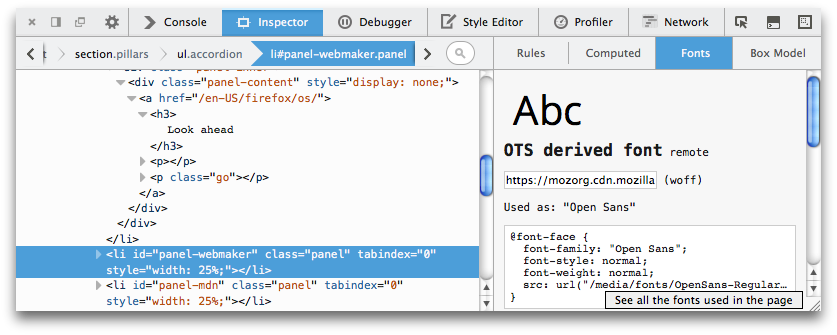 Console
Inspector
Debugger
Style Editor
Profiler
Network
section.pillars
ul.accordion
li#panel-webmaker.panel
Rules
Computed
Fonts
Box Model
<div class="panel-content" style="display: none;">
<a href="/en-US/firefox/os/">
<h3>
Look ahead
</h3>
<p></p>
<p class="go"></p>
</a>
</div>
</div>
</li>
<li id="panel-webmaker" class="panel" tabindex="0"
style="width: 25%;"></li>
<li id="panel-mdn" class="panel" tabindex="0"
style="width: 25%;"></li>
Abc
OTS derived font remote
https://mozorg.cdn.mozilla (woff)
Used as: "Open Sans"
@font-face {
font-family: "Open Sans";
font-style: normal;
font-weight: normal;
src: url("/media/fonts/OpenSans-Regular…
}
See all the fonts used in the page